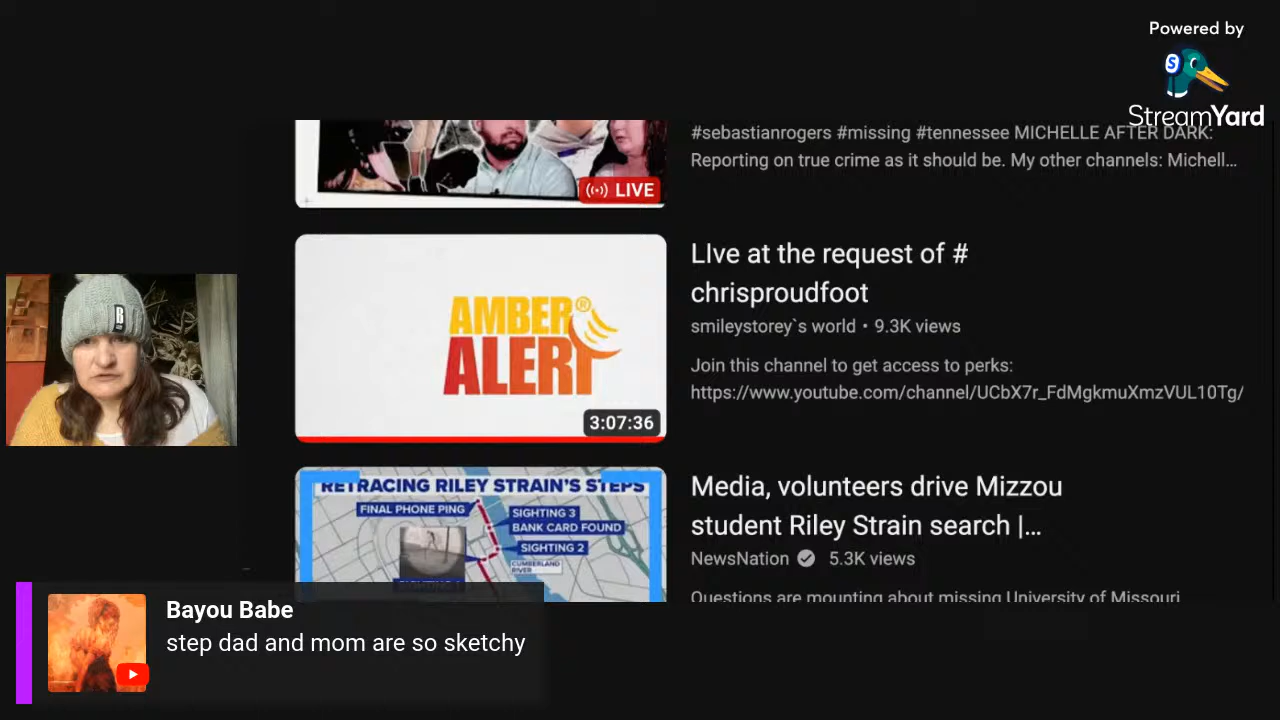 Powered by
StreamYard
#sebastianrogers #missing #tennessee MICHELLE AFTER DARK:
Reporting on true crime as it should be. My other channels: Michell...
LIVE
LIve at the request of #
chrisproudfoot
smileystorey`s world • 9.3K views
Join this channel to get access to perks:
https://www.youtube.com/channel/UCbX7r_FdMgkmuXmzVUL10Tg/
AMBER®
ALERT
3:07:36
RETRACING RILEY STRAIN'S STEPS
FINAL PHONE PING
SIGHTING 3
BANK CARD FOUND
SIGHTING 2
CUMBERLAND
RIVER
Media, volunteers drive Mizzou
student Riley Strain search |...
NewsNation 5.3K views
Questions are mounting about missing University of Missouri
Bayou Babe
step dad and mom are so sketchy